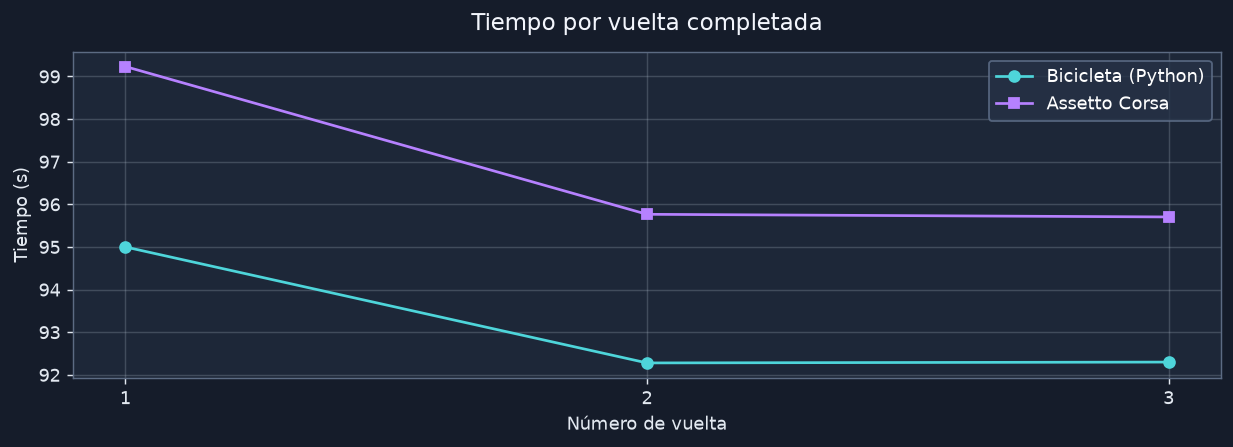 Tiempo por vuelta completada
Bicicleta (Python)
Assetto Corsa
Tiempo (s)
99
98
97
96
95
94
93
92
1
2
3
Número de vuelta